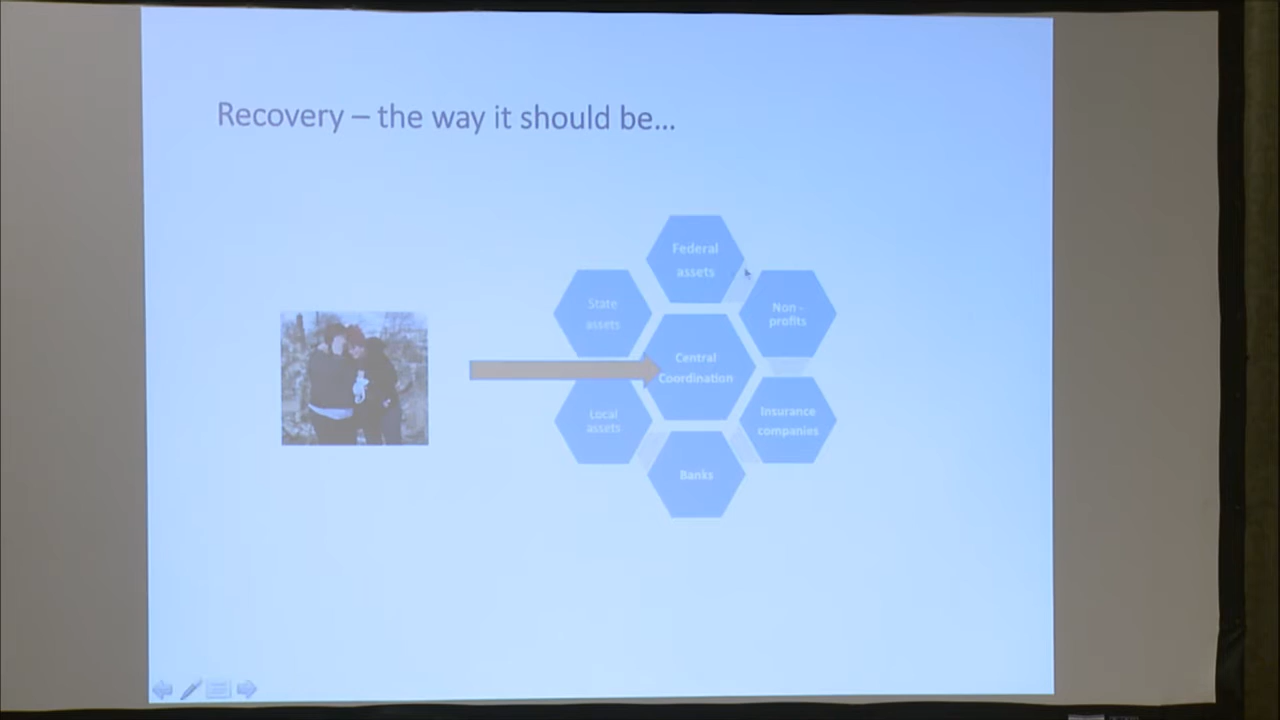 Recovery – the way it should be...
Federal
assets
State
assets
Non -
profits
Central
Coordination
Local
assets
Insurance
companies
Banks